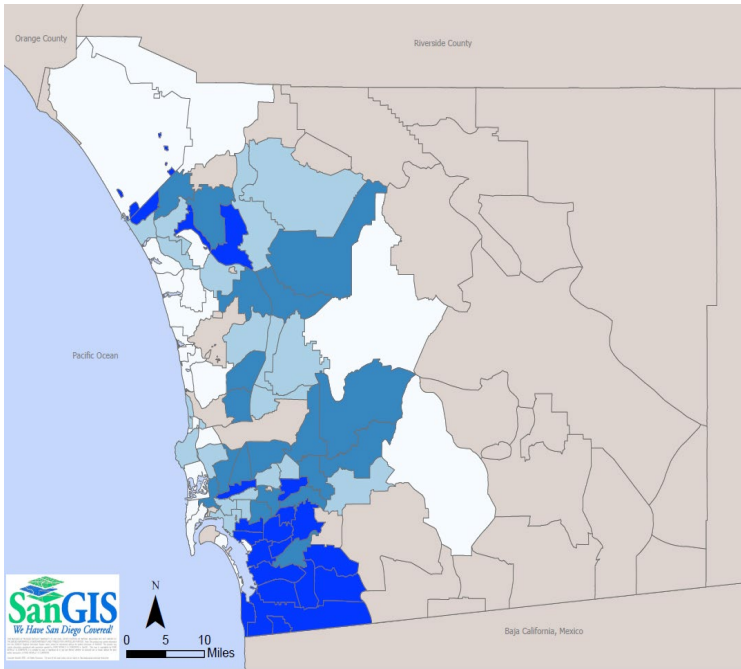 Orange County
Riverside County
Pacific Ocean
SanGIS
We Have San Diego Covered!
N
0 5 10
Miles
Baja California, Mexico